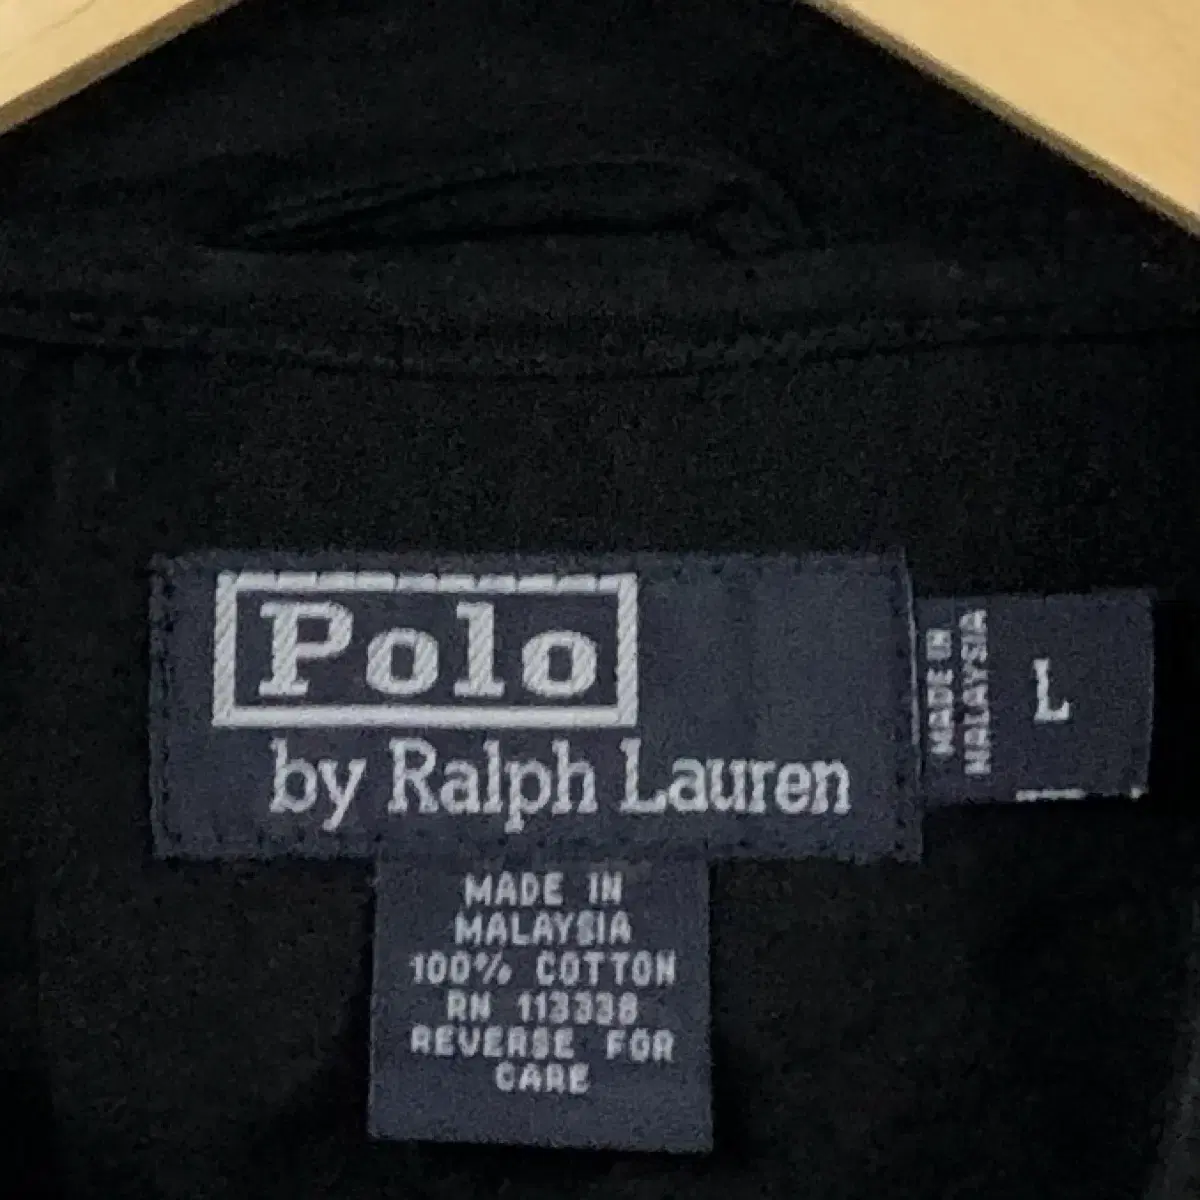 Polo
by Ralph Lauren
MADE IN
MALAYSIA
L
MADE IN
MALAYSIA
100% COTTON
RN 113338
REVERSE FOR
CARE